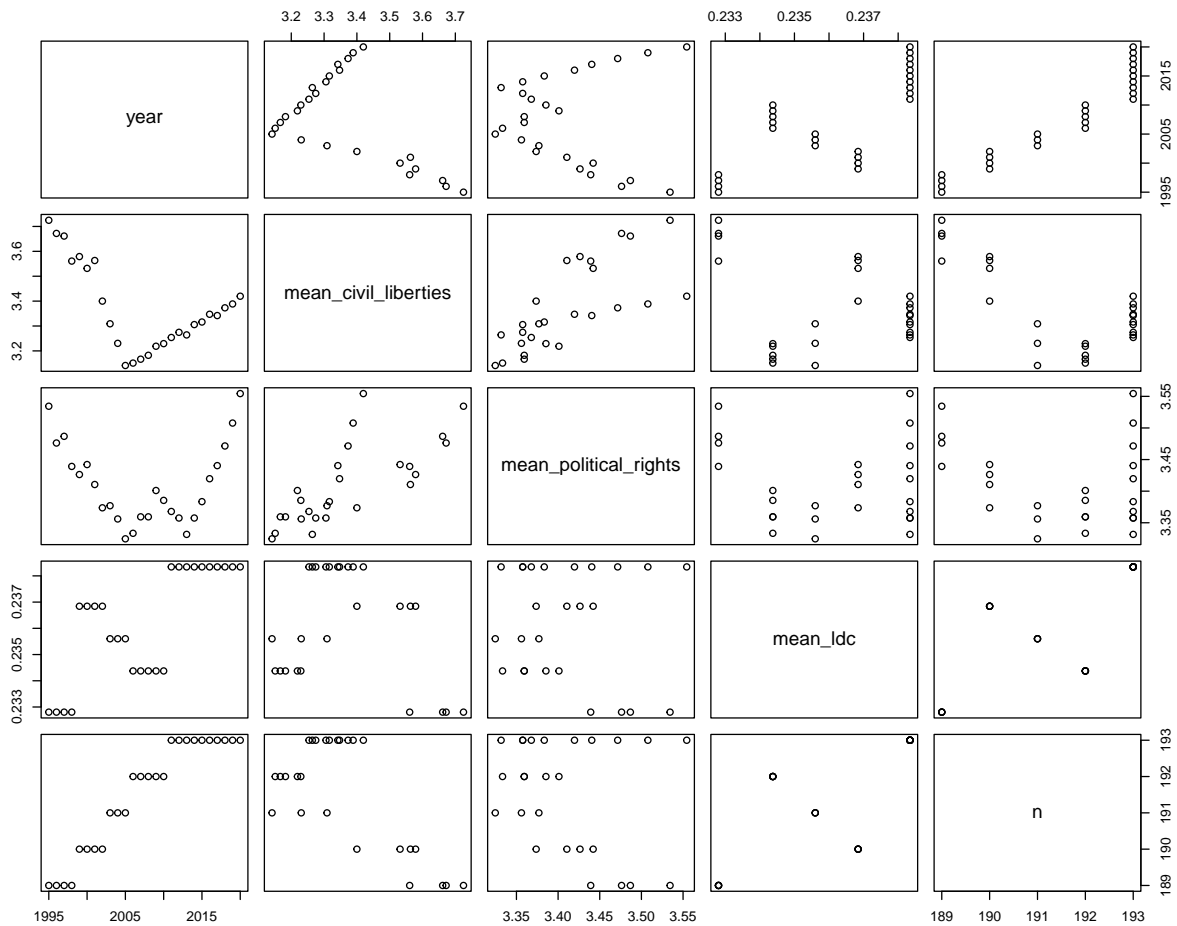 3.2 3.3 3.4 3.5 3.6 3.7
0.233 0.235 0.237
year
1995 2005 2015
3.2 3.4 3.6
mean_civil_liberties
mean_political_rights
3.35 3.45 3.55
0.233 0.235 0.237
mean_ldc
n
189 190 191 192 193
1995 2005 2015
3.35 3.40 3.45 3.50 3.55
189 190 191 192 193